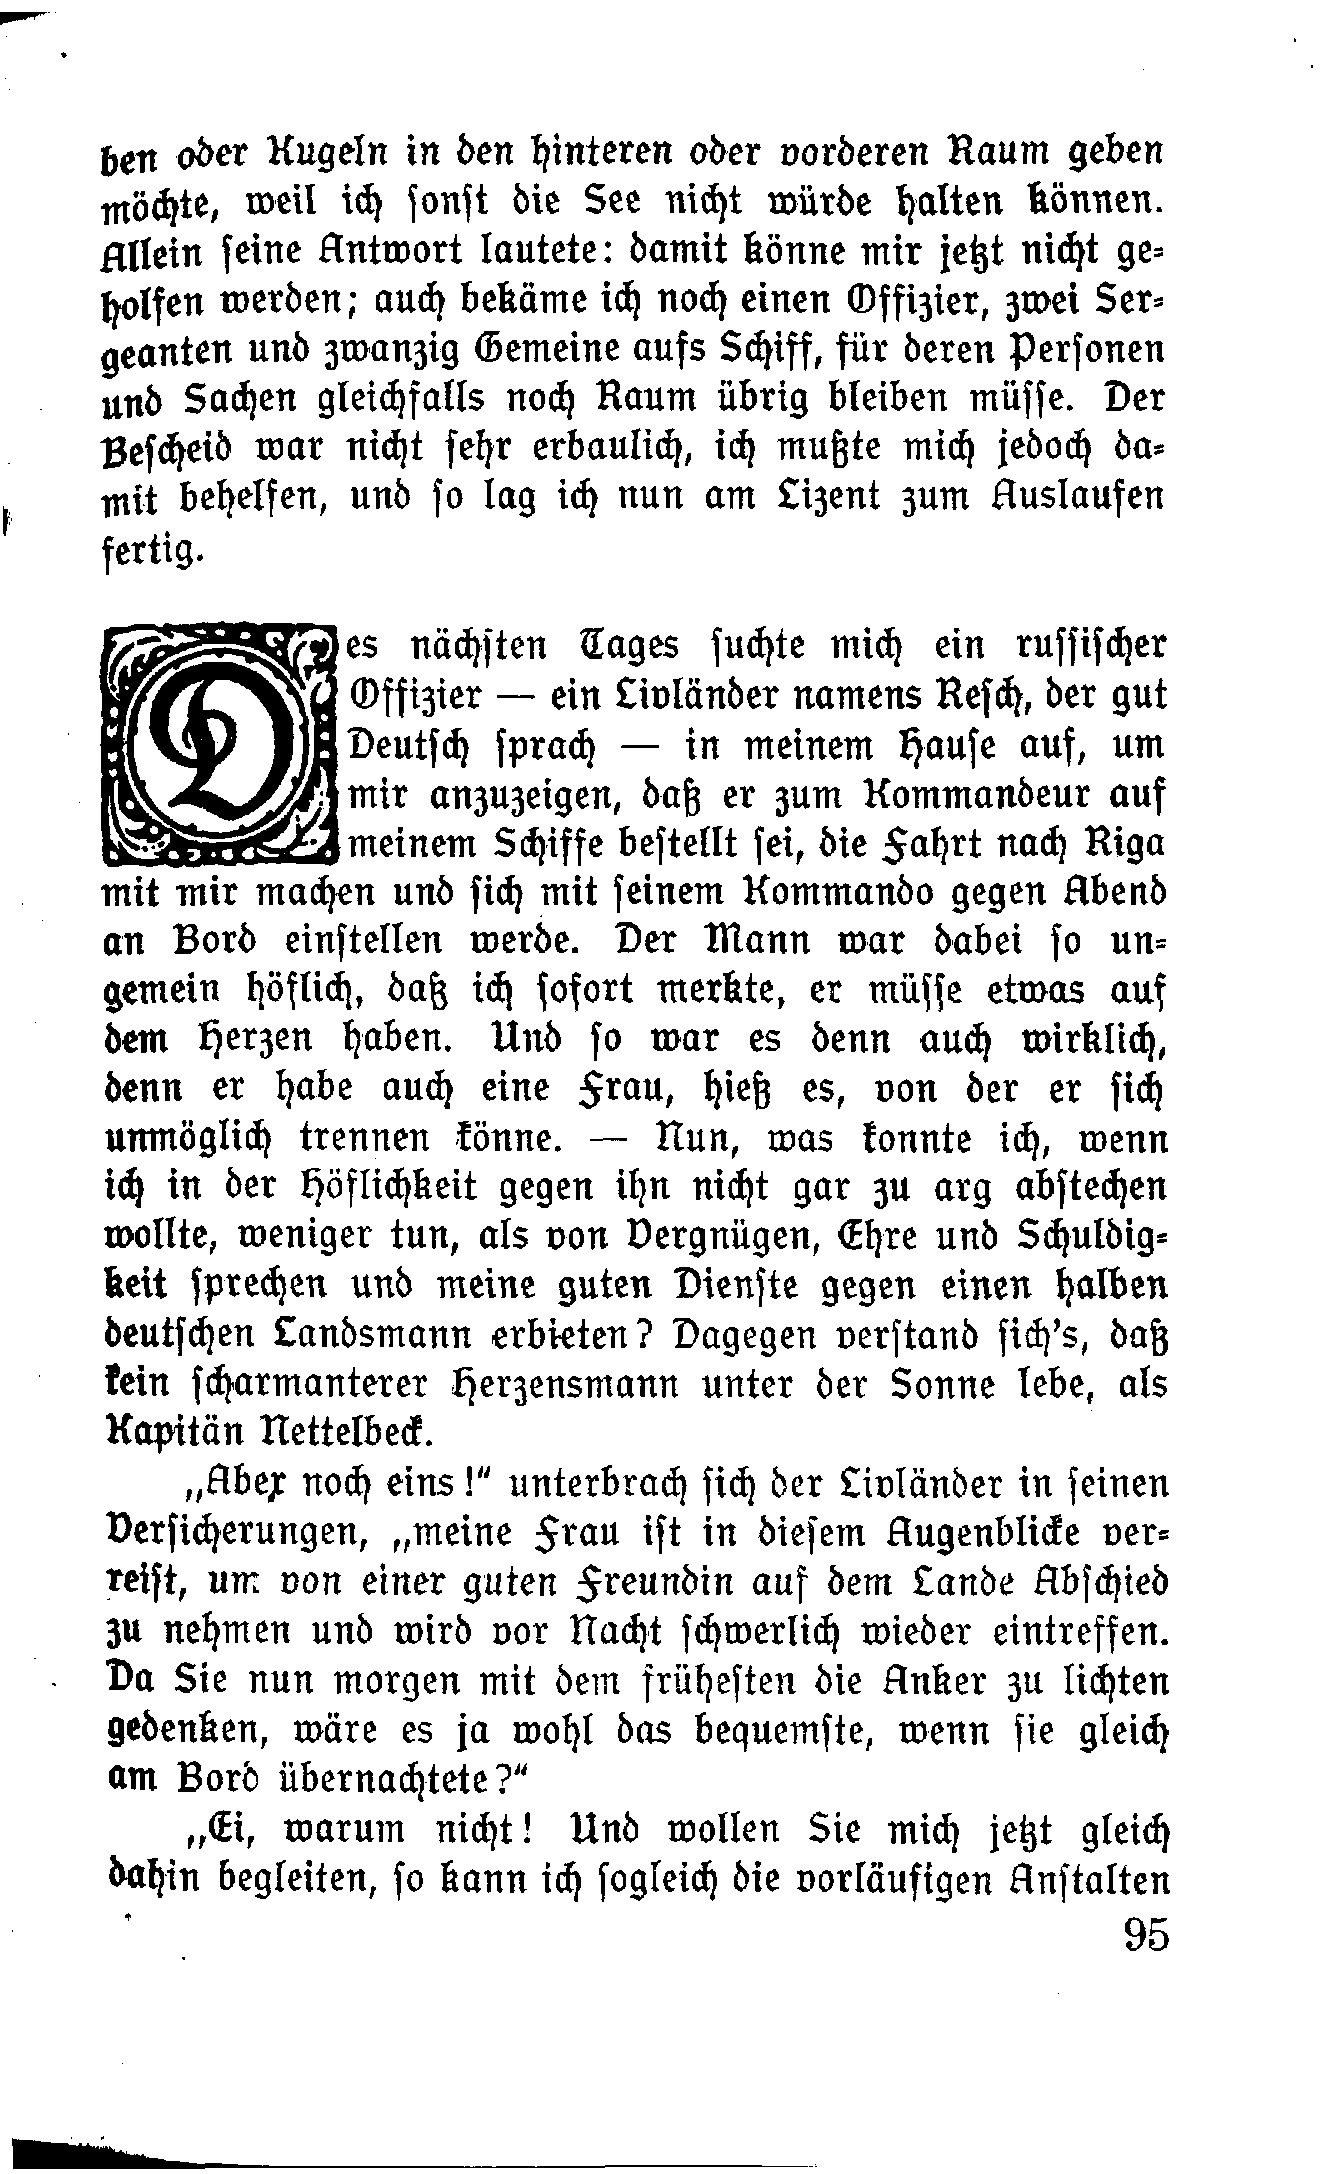 ben oder Kugeln in den hinteren oder vorderen Raum geben
möchte, weil ich sonst die See nicht würde halten können.
Allein seine Antwort lautete: damit könne mir jetzt nicht ge-
holfen werden; auch bekäme ich noch einen Offizier, zwei Ser-
geanten und zwanzig Gemeine aufs Schiff, für deren Personen
und Sachen gleichfalls noch Raum übrig bleiben müsse. Der
Bescheid war nicht sehr erbaulich, ich mußte mich jedoch da-
mit behelfen, und so lag ich nun am Lizent zum Auslaufen
fertig.
Des nächsten Tages suchte mich ein russischer
Offizier — ein Livländer namens Resch, der gut
Deutsch sprach — in meinem Hause auf, um
mir anzuzeigen, daß er zum Kommandeur auf
meinem Schiffe bestellt sei, die Fahrt nach Riga
mit mir machen und sich mit seinem Kommando gegen Abend
an Bord einstellen werde. Der Mann war dabei so un-
gemein höflich, daß ich sofort merkte, er müsse etwas auf
dem Herzen haben. Und so war es denn auch wirklich,
denn er habe auch eine Frau, hieß es, von der er sich
unmöglich trennen könne. — Nun, was konnte ich, wenn
ich in der Höflichkeit gegen ihn nicht gar zu arg abstechen
wollte, weniger tun, als von Vergnügen, Ehre und Schuldig-
keit sprechen und meine guten Dienste gegen einen halben
deutschen Landsmann erbieten? Dagegen verstand sich's, daß
kein scharmanterer Herzensmann unter der Sonne lebe, als
Kapitän Nettelbeck.
„Aber noch eins!“ unterbrach sich der Livländer in seinen
Versicherungen, „meine Frau ist in diesem Augenblicke ver-
reist, um von einer guten Freundin auf dem Lande Abschied
zu nehmen und wird vor Nacht schwerlich wieder eintreffen.
Da Sie nun morgen mit dem frühesten die Anker zu lichten
gedenken, wäre es ja wohl das bequemste, wenn sie gleich
am Bord übernachtete?“
„Ei, warum nicht! Und wollen Sie mich jetzt gleich
dahin begleiten, so kann ich sogleich die vorläufigen Anstalten
95